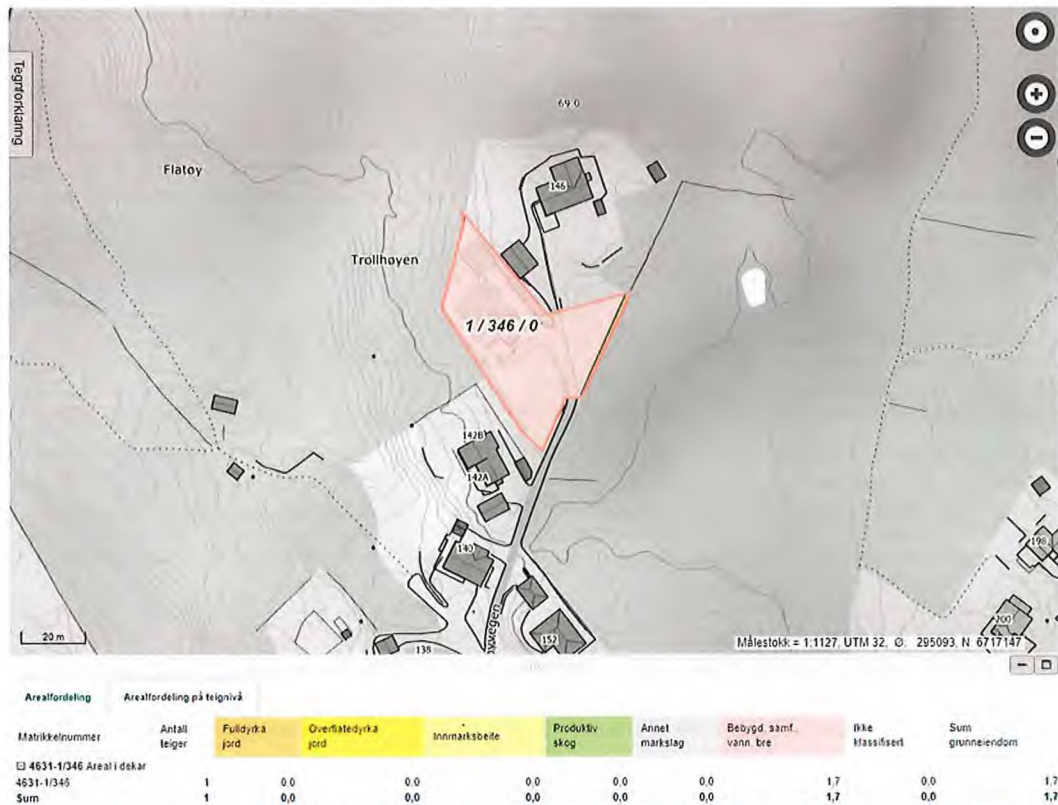 Tegnforklaring
69.0
Flatøy
146
Trollhøyen
1 / 346 / 0
142B
142A
140
198
200
138
152
20 m
Målestokk = 1:1127, UTM 32, Ø: 295093, N: 6717147
Arealfordeling Arealfordeling på teignivå
Matrikkelnummer Antall teiger Fulldyrka jord Overflatedyrka jord Innmarksbeite Produktiv skog Annet markslag Bebygd, samf., vann, bre Ikke klassifisert Sum grunneiendom
4631-1/346 Areal i dekar
4631-1/346 1 0,0 0,0 0,0 0,0 0,0 1,7 0,0 1,7
Sum 1 0,0 0,0 0,0 0,0 0,0 1,7 0,0 1,7